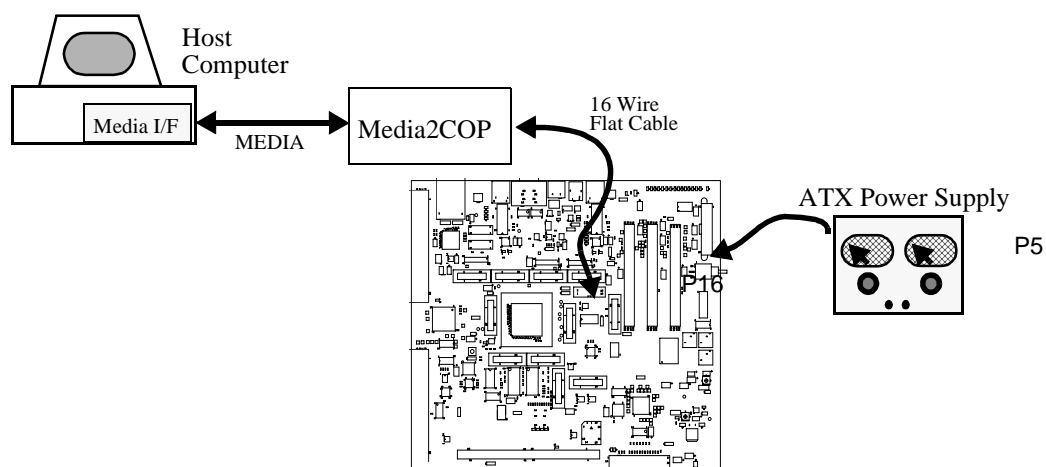 Host
Computer
Media I/F
MEDIA
Media2COP
16 Wire
Flat Cable
ATX Power Supply
P5
P16